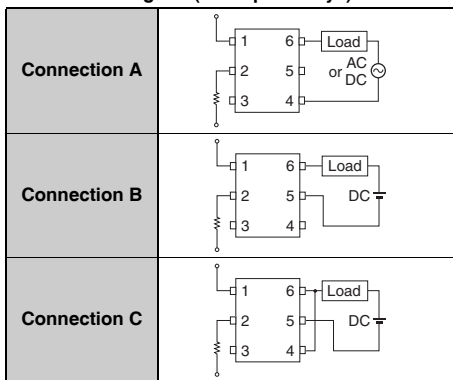 Connection A
1 6 Load
2 5 or AC DC
3 4
Connection B
1 6 Load
2 5 DC
3 4
Connection C
1 6 Load
2 5 DC
3 4